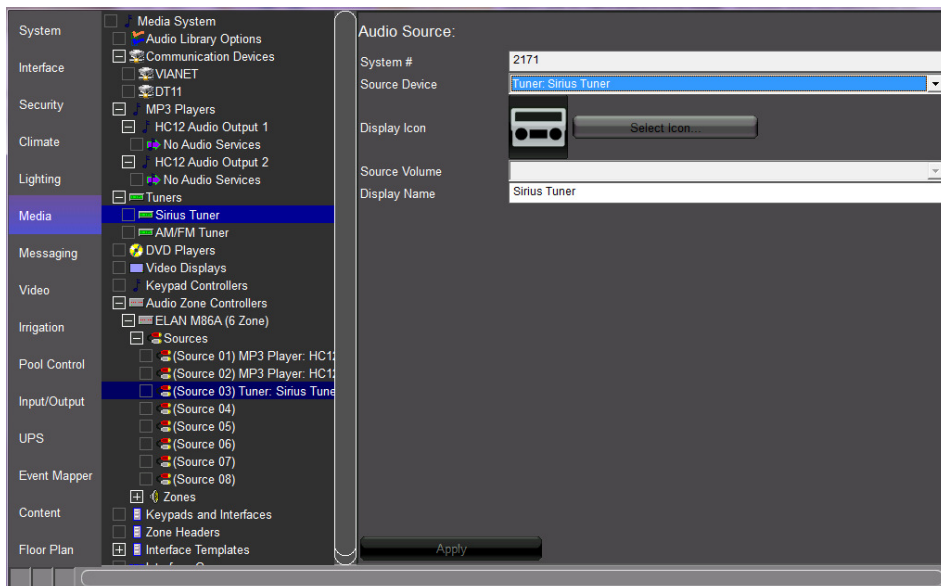 System
Interface
Security
Climate
Lighting
Media
Messaging
Video
Irrigation
Pool Control
Input/Output
UPS
Event Mapper
Content
Floor Plan
Media System
Audio Library Options
Communication Devices
VIANET
DT11
MP3 Players
HC12 Audio Output 1
No Audio Services
HC12 Audio Output 2
No Audio Services
Tuners
Sirius Tuner
AM/FM Tuner
DVD Players
Video Displays
Keypad Controllers
Audio Zone Controllers
ELAN M86A (6 Zone)
Sources
(Source 01) MP3 Player: HC12
(Source 02) MP3 Player: HC12
(Source 03) Tuner: Sirius Tune
(Source 04)
(Source 05)
(Source 06)
(Source 07)
(Source 08)
Zones
Keypads and Interfaces
Zone Headers
Interface Templates
Audio Source:
System # 2171
Source Device Tuner: Sirius Tuner
Display Icon Select Icon...
Source Volume
Display Name Sirius Tuner
Apply